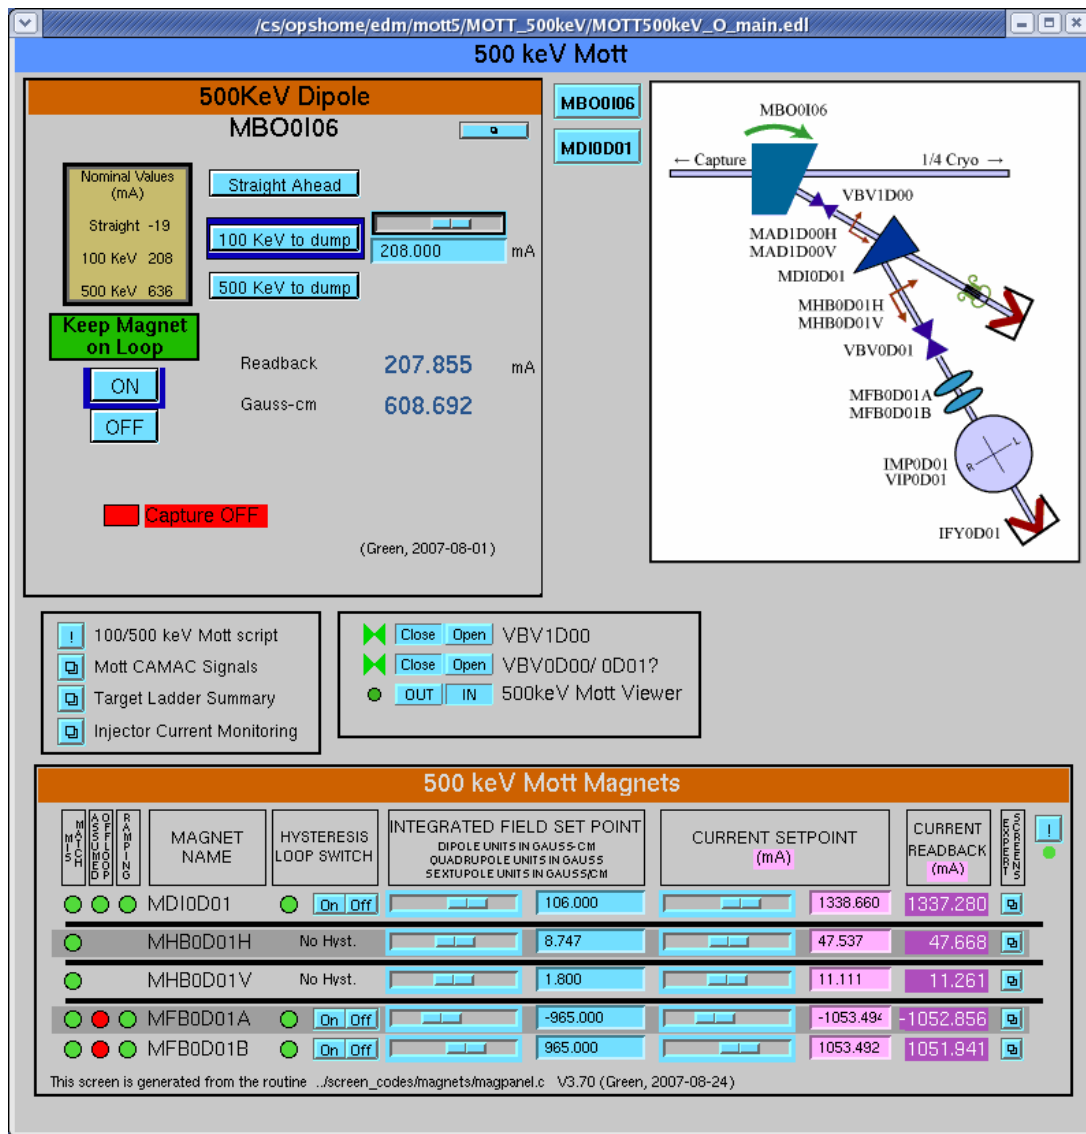 /cs/opshome/edm/mott5/MOTT_500keV/MOTT500keV_O_main.edl
500 keV Mott
500KeV Dipole
MBO0I06
Nominal Values
(mA)
Straight -19
100 KeV 208
500 KeV 636
Straight Ahead
100 KeV to dump
208.000 mA
500 KeV to dump
Keep Magnet
on Loop
ON
OFF
Readback 207.855 mA
Gauss-cm 608.692
Capture OFF
(Green, 2007-08-01)
MBO0I06
MDI0D01
MBO0I06
← Capture 1/4 Cryo →
VBV1D00
MAD1D00H
MAD1D00V
MDI0D01
MHB0D01H
MHB0D01V
VBV0D01
MFB0D01A
MFB0D01B
R L
IMP0D01
VIP0D01
IFY0D01
! 100/500 keV Mott script
Mott CAMAC Signals
Target Ladder Summary
Injector Current Monitoring
Close Open VBV1D00
Close Open VBV0D00/ 0D01?
OUT IN 500keV Mott Viewer
500 keV Mott Magnets
MIS MATCH
ASSUMED OFFLOOP
RAMPING
MAGNET
NAME
HYSTERESIS
LOOP SWITCH
INTEGRATED FIELD SET POINT
DIPOLE UNITS IN GAUSS-CM
QUADRUPOLE UNITS IN GAUSS
SEXTUPOLE UNITS IN GAUSS/CM
CURRENT SETPOINT
(mA)
CURRENT
READBACK
(mA)
EXPERT SCREENS
!
MDI0D01 On Off 106.000 1338.660 1337.280
MHB0D01H No Hyst. 8.747 47.537 47.668
MHB0D01V No Hyst. 1.800 11.111 11.261
MFB0D01A On Off -965.000 -1053.494 -1052.856
MFB0D01B On Off 965.000 1053.492 1051.941
This screen is generated from the routine ../screen_codes/magnets/magpanel.c V3.70 (Green, 2007-08-24)